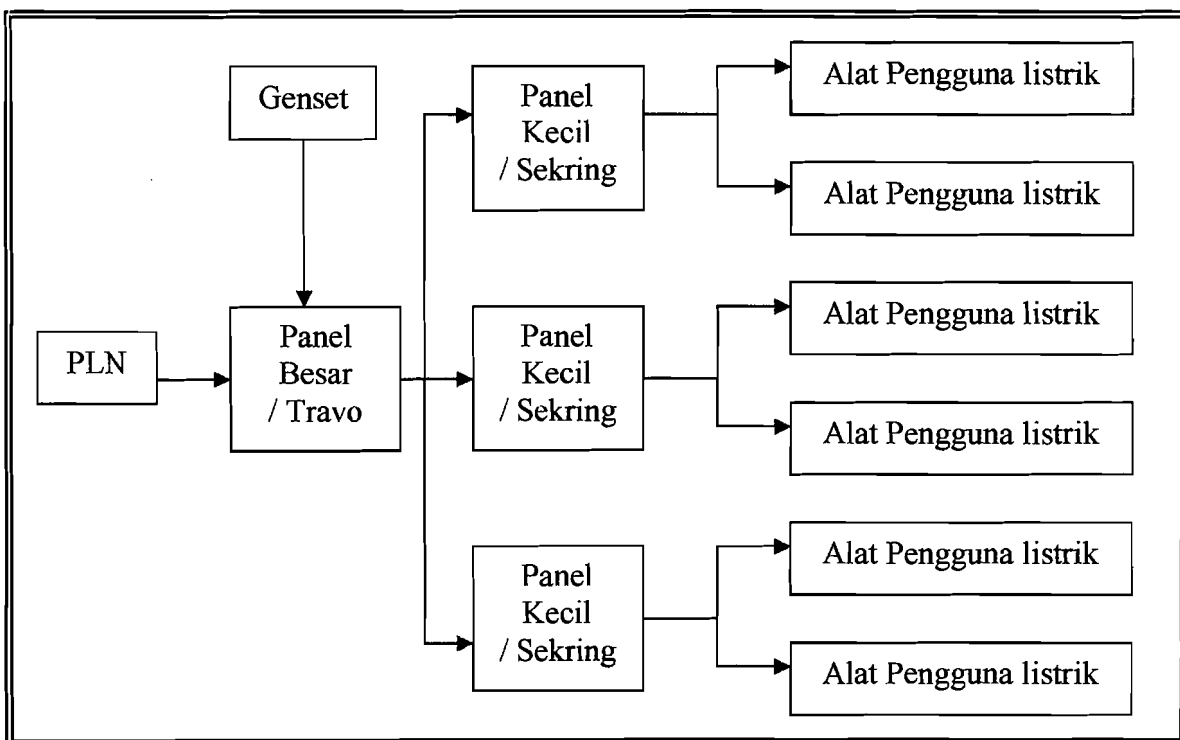 Genset
PLN
Panel
Besar
/ Travo
Panel
Kecil
/ Sekring
Alat Pengguna listrik
Alat Pengguna listrik
Panel
Kecil
/ Sekring
Alat Pengguna listrik
Alat Pengguna listrik
Panel
Kecil
/ Sekring
Alat Pengguna listrik
Alat Pengguna listrik